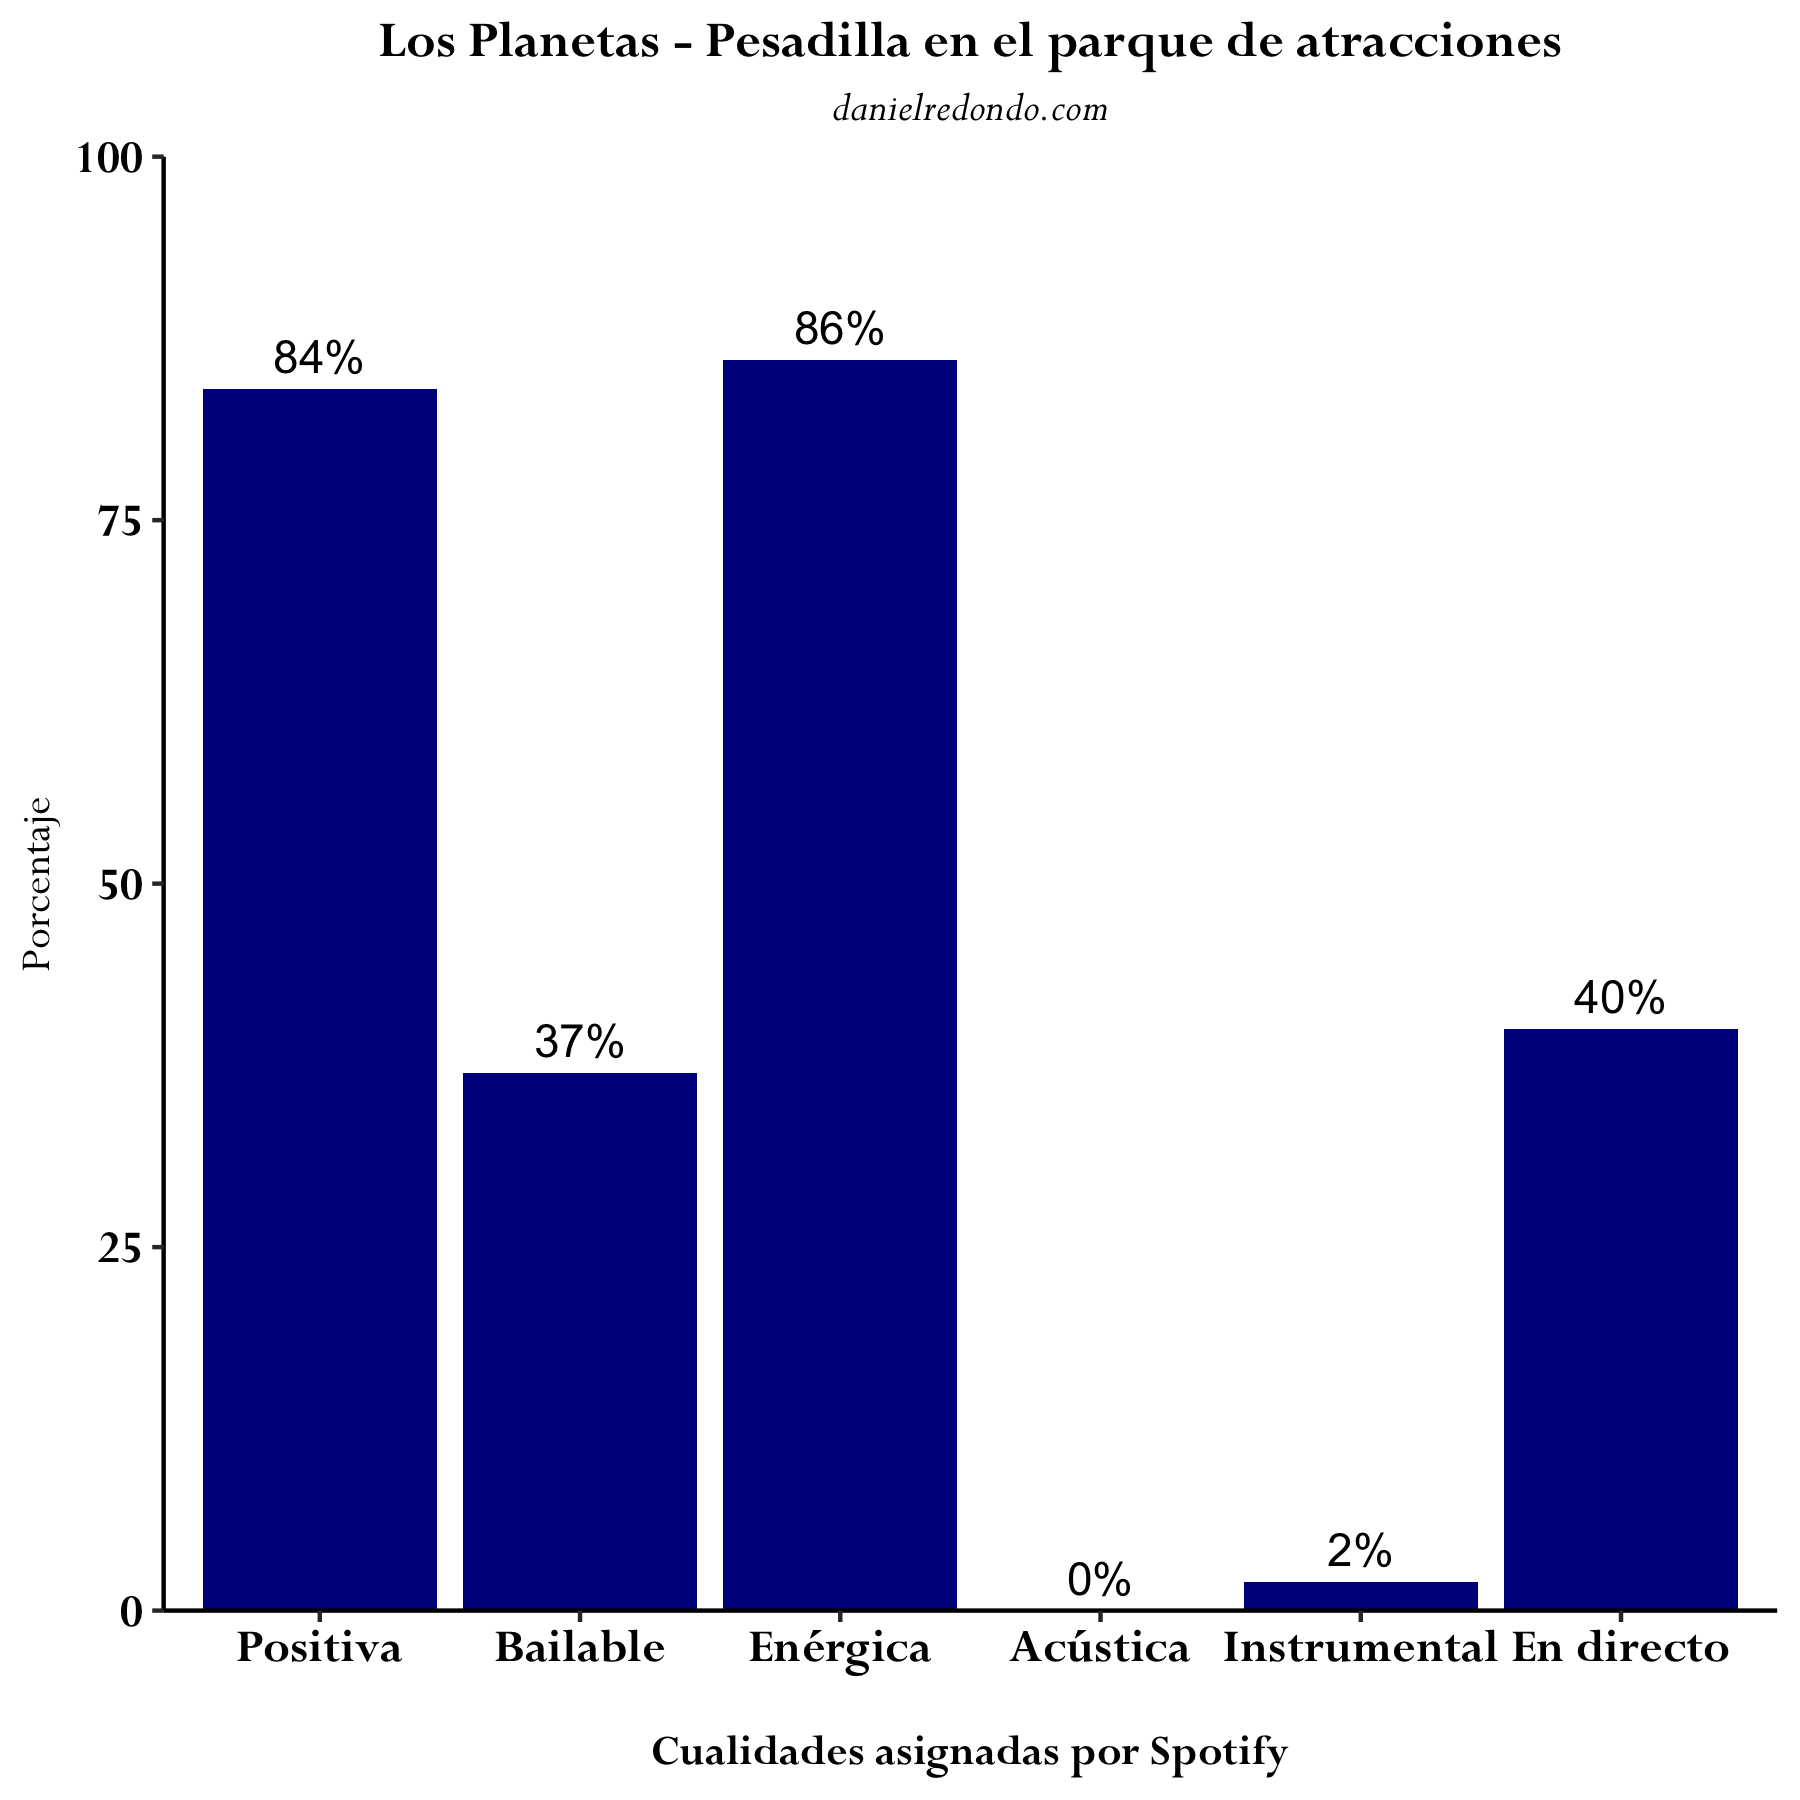 Los Planetas - Pesadilla en el parque de atracciones
danielredondo.com
Porcentaje
100
75
50
25
0
84%
37%
86%
0%
2%
40%
Positiva Bailable Enérgica Acústica Instrumental En directo
Cualidades asignadas por Spotify